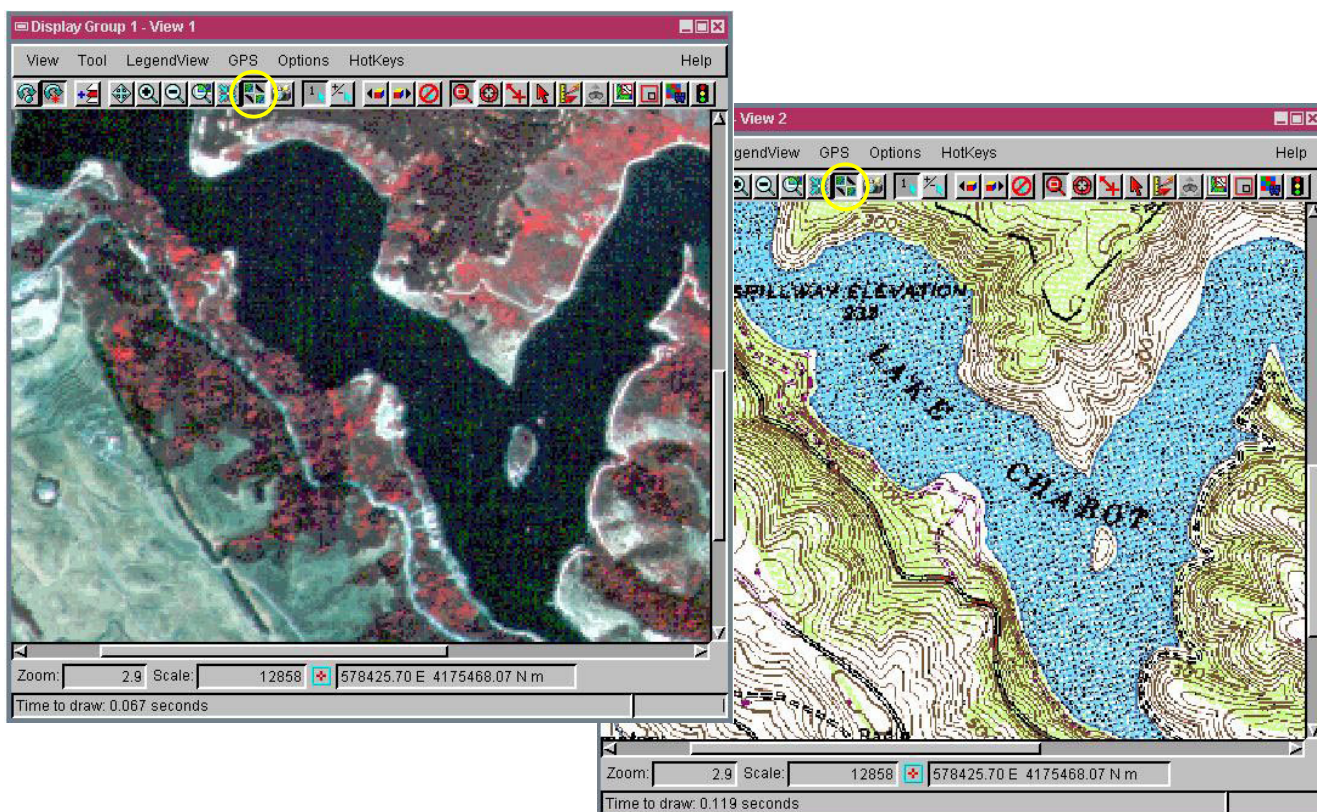 Display Group 1 - View 1
View Tool LegendView GPS Options HotKeys Help
Zoom: 2.9 Scale: 12858 578425.70 E 4175468.07 N m
Time to draw: 0.067 seconds
- View 2
gendView GPS Options HotKeys Help
SPILLWAY ELEVATION
LAKE
CHABOT
600
Zoom: 2.9 Scale: 12858 578425.70 E 4175468.07 N m
Time to draw: 0.119 seconds